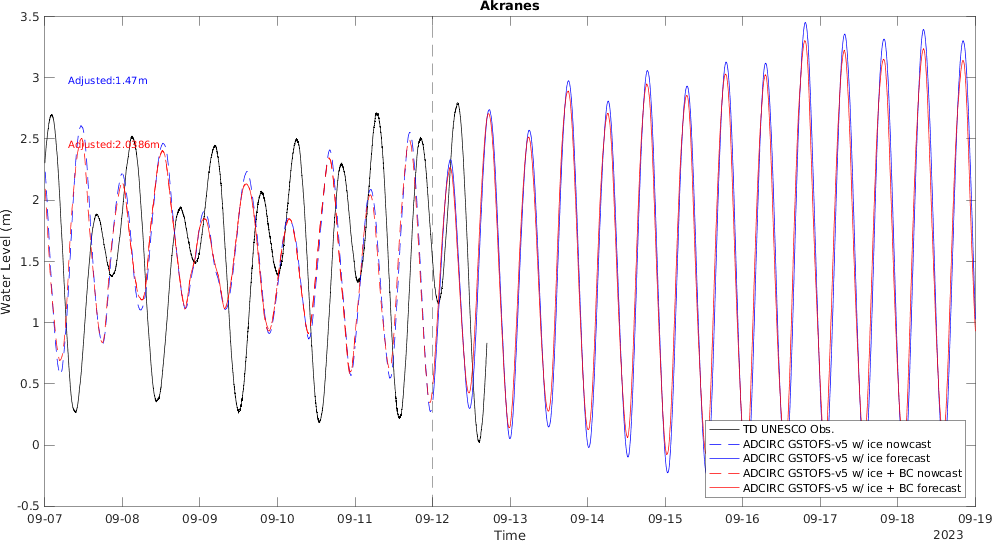 Akranes
3.5
3
2.5
2
1.5
1
0.5
0
-0.5
Water Level (m)
Adjusted:1.47m
Adjusted:2.0386m
TD UNESCO Obs.
ADCIRC GSTOFS-v5 w/ ice nowcast
ADCIRC GSTOFS-v5 w/ ice forecast
ADCIRC GSTOFS-v5 w/ ice + BC nowcast
ADCIRC GSTOFS-v5 w/ ice + BC forecast
09-07 09-08 09-09 09-10 09-11 09-12 09-13 09-14 09-15 09-16 09-17 09-18 09-19
Time
2023